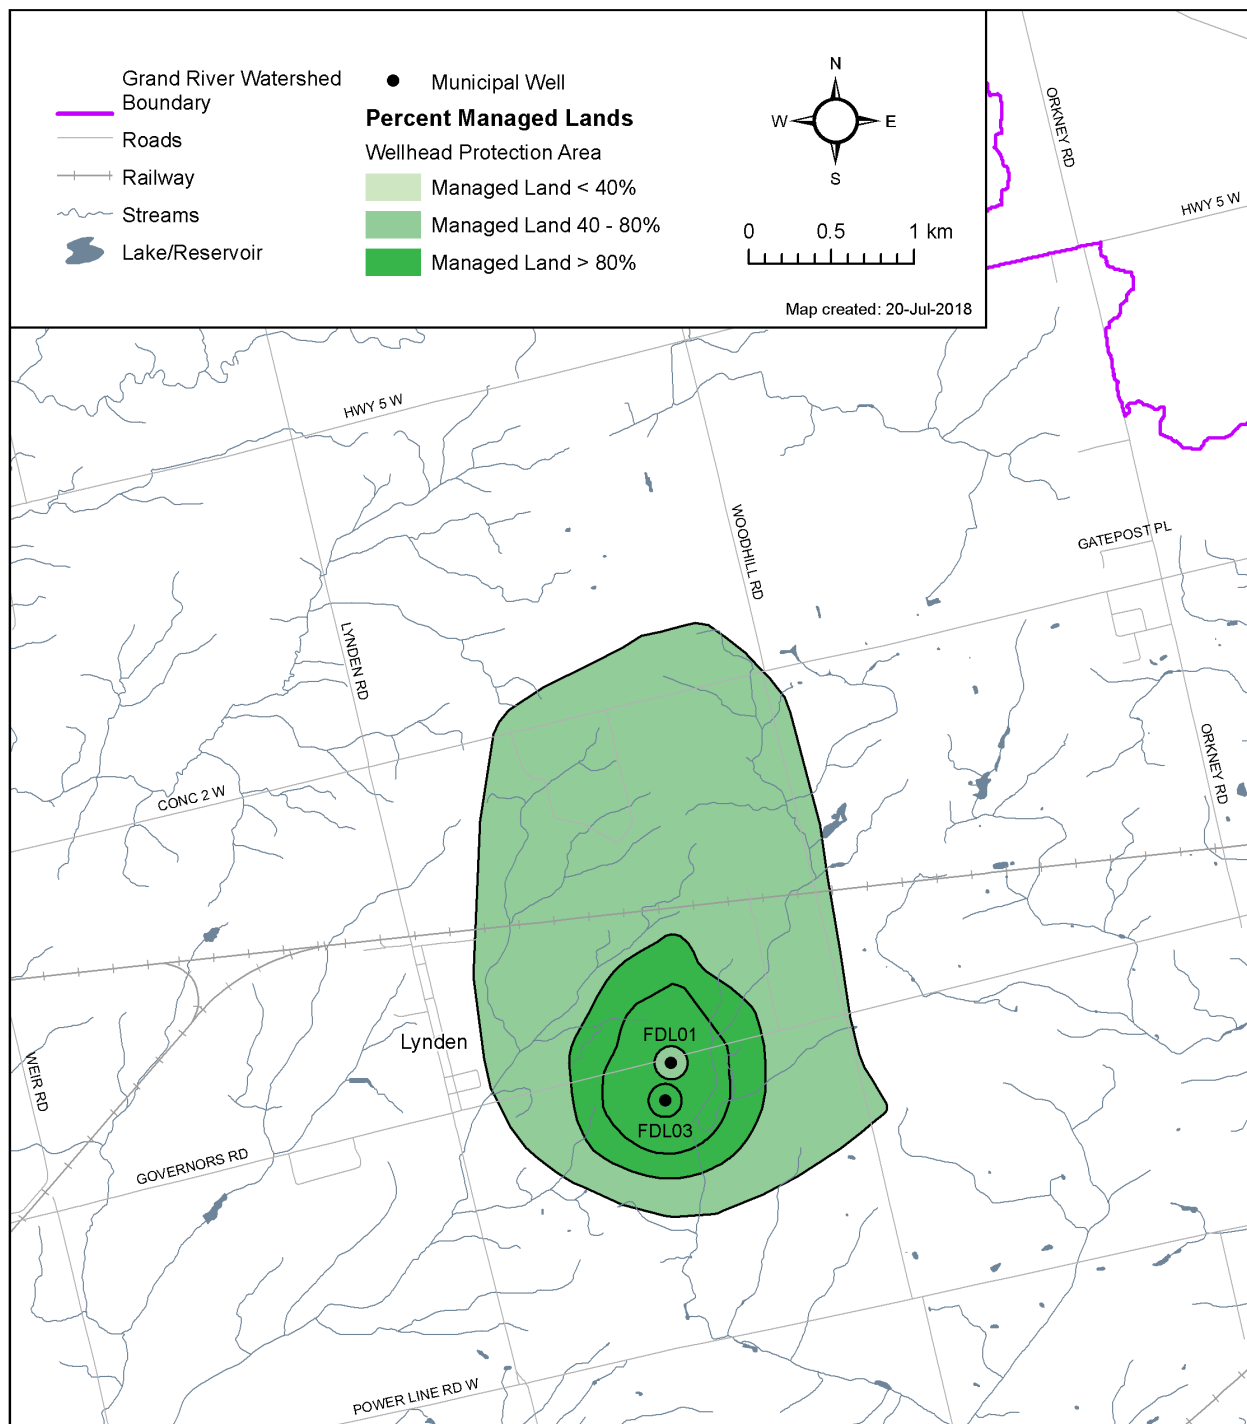 Grand River Watershed
Boundary
Roads
Railway
Streams
Lake/Reservoir
Municipal Well
Percent Managed Lands
Wellhead Protection Area
Managed Land < 40%
Managed Land 40 - 80%
Managed Land > 80%
N
W
E
S
0 0.5 1 km
Map created: 20-Jul-2018
ORKNEY RD
HWY 5 W
HWY 5 W
WOODHILL RD
GATEPOST PL
LYNDEN RD
ORKNEY RD
CONC 2 W
Lynden
FDL01
WEIR RD
FDL03
GOVERNORS RD
POWER LINE RD W